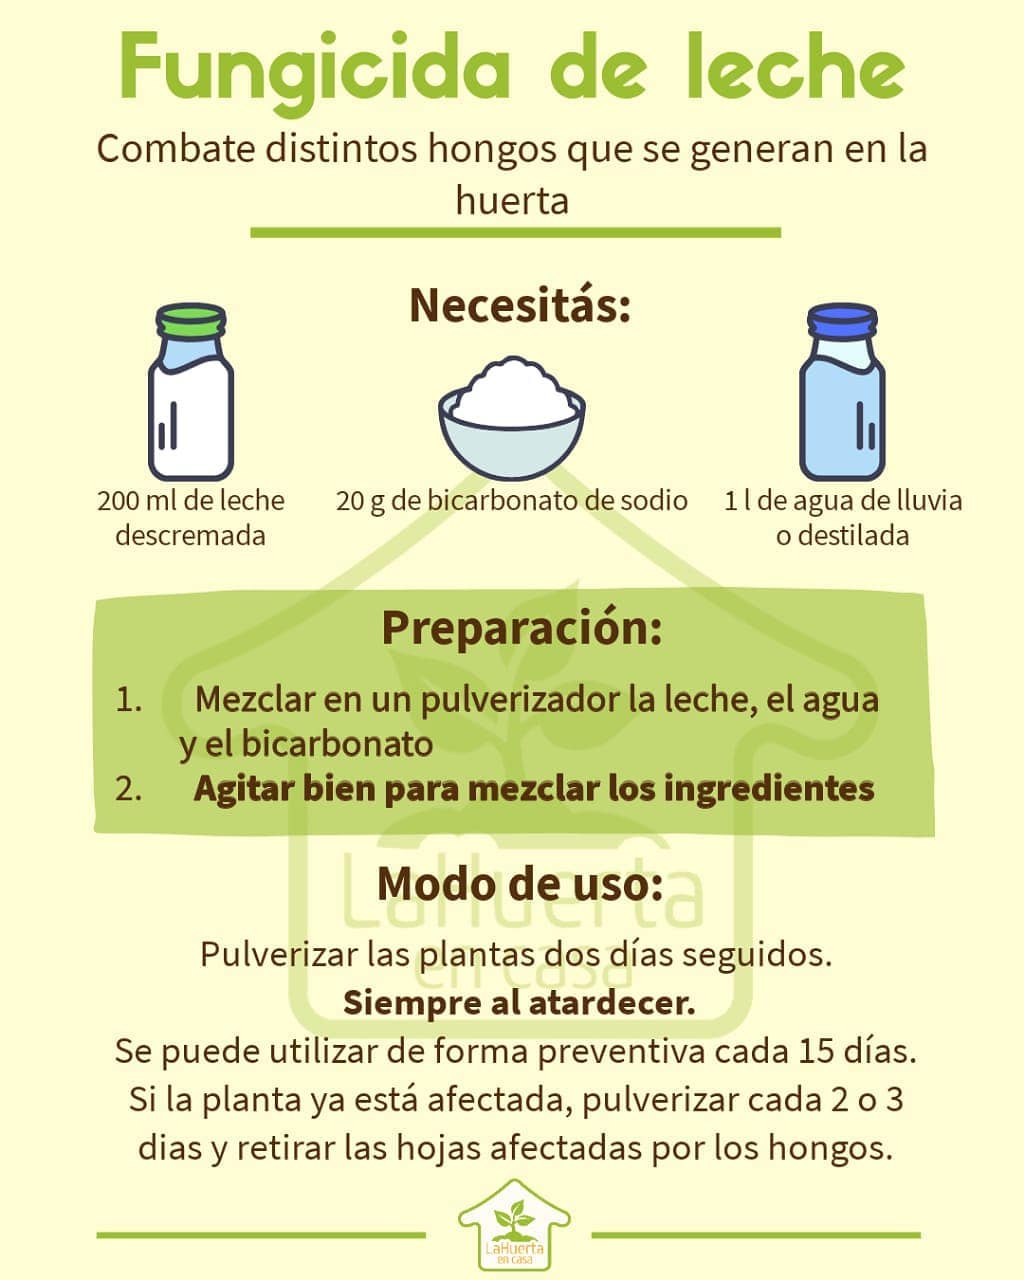 Fungicida de leche
Combate distintos hongos que se generan en la
huerta
Necesitás:
200 ml de leche
descremada
20 g de bicarbonato de sodio
1 l de agua de lluvia
o destilada
Preparación:
1. Mezclar en un pulverizador la leche, el agua
y el bicarbonato
2. Agitar bien para mezclar los ingredientes
LaHuerta
en casa
Modo de uso:
Pulverizar las plantas dos días seguidos.
Siempre al atardecer.
Se puede utilizar de forma preventiva cada 15 días.
Si la planta ya está afectada, pulverizar cada 2 o 3
dias y retirar las hojas afectadas por los hongos.
LaHuerta
en casa